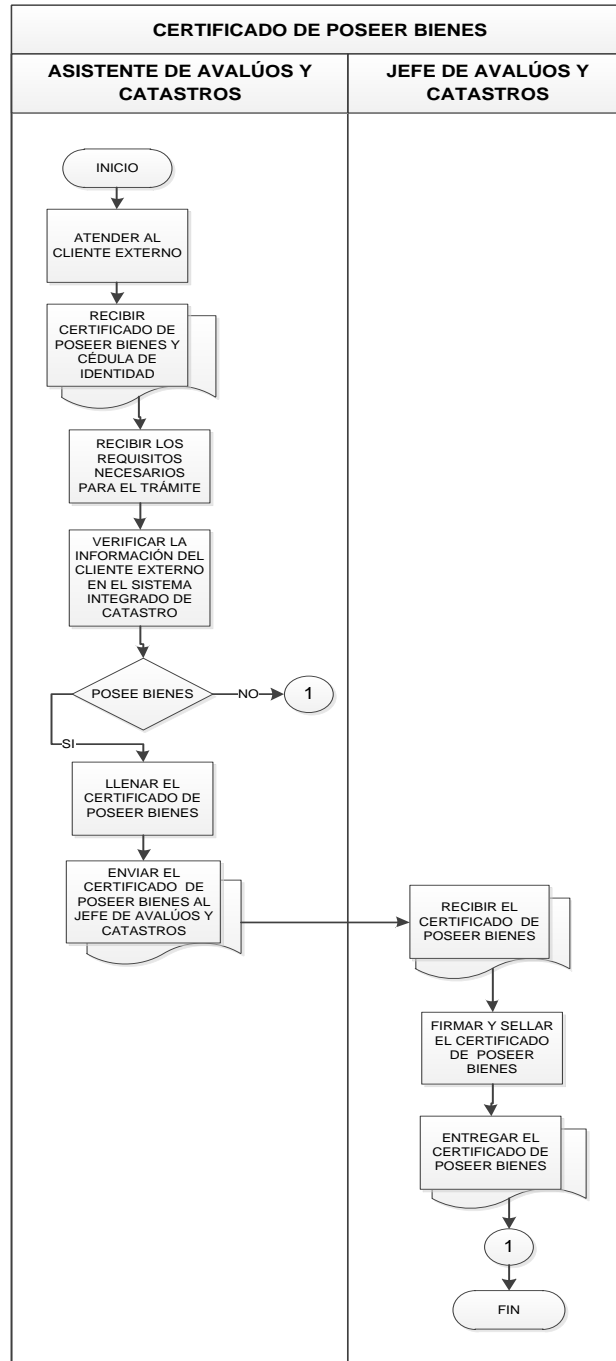 CERTIFICADO DE POSEER BIENES
ASISTENTE DE AVALÚOS Y
CATASTROS
JEFE DE AVALÚOS Y
CATASTROS
INICIO
ATENDER AL
CLIENTE EXTERNO
RECIBIR
CERTIFICADO DE
POSEER BIENES Y
CÉDULA DE
IDENTIDAD
RECIBIR LOS
REQUISITOS
NECESARIOS
PARA EL TRÁMITE
VERIFICAR LA
INFORMACIÓN DEL
CLIENTE EXTERNO
EN EL SISTEMA
INTEGRADO DE
CATASTRO
POSEE BIENES
NO
1
SI
LLENAR EL
CERTIFICADO DE
POSEER BIENES
ENVIAR EL
CERTIFICADO DE
POSEER BIENES AL
JEFE DE AVALÚOS Y
CATASTROS
RECIBIR EL
CERTIFICADO DE
POSEER BIENES
FIRMAR Y SELLAR
EL CERTIFICADO
DE POSEER
BIENES
ENTREGAR EL
CERTIFICADO DE
POSEER BIENES
1
FIN